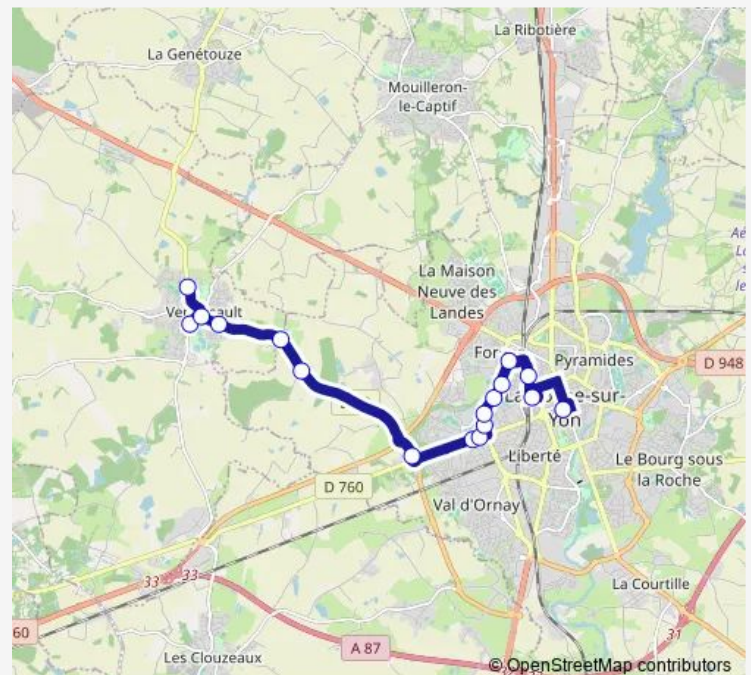 La Ribotière
La Genétouze
Mouilleron-
le-Captif
La Maison
Neuve des
Landes
Pyramides
D 948
Yon
Liberté
Le Bourg sous
la Roche
D 760
Val d'Ornay
33
33
La Courtille
31
60
A 87
Les Clouzeaux
© OpenStreetMap contributors